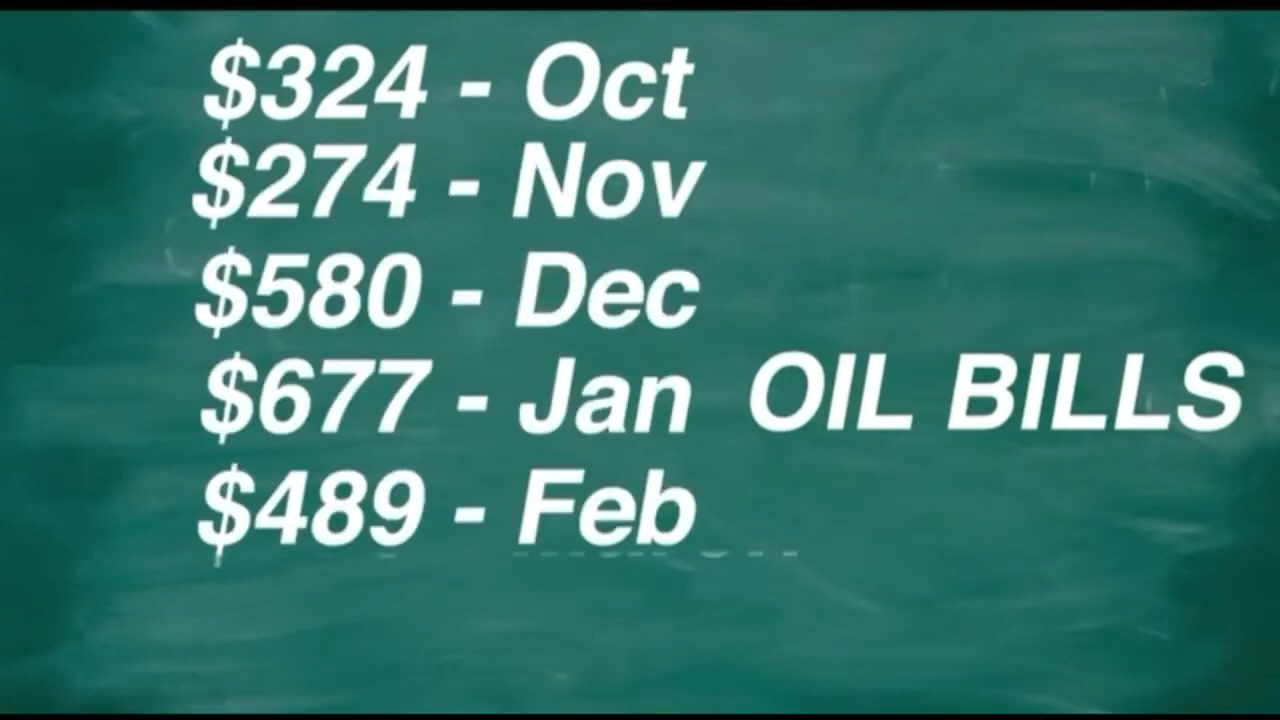 $324 - Oct
$274 - Nov
$580 - Dec
$677 - Jan OIL BILLS
$489 - Feb